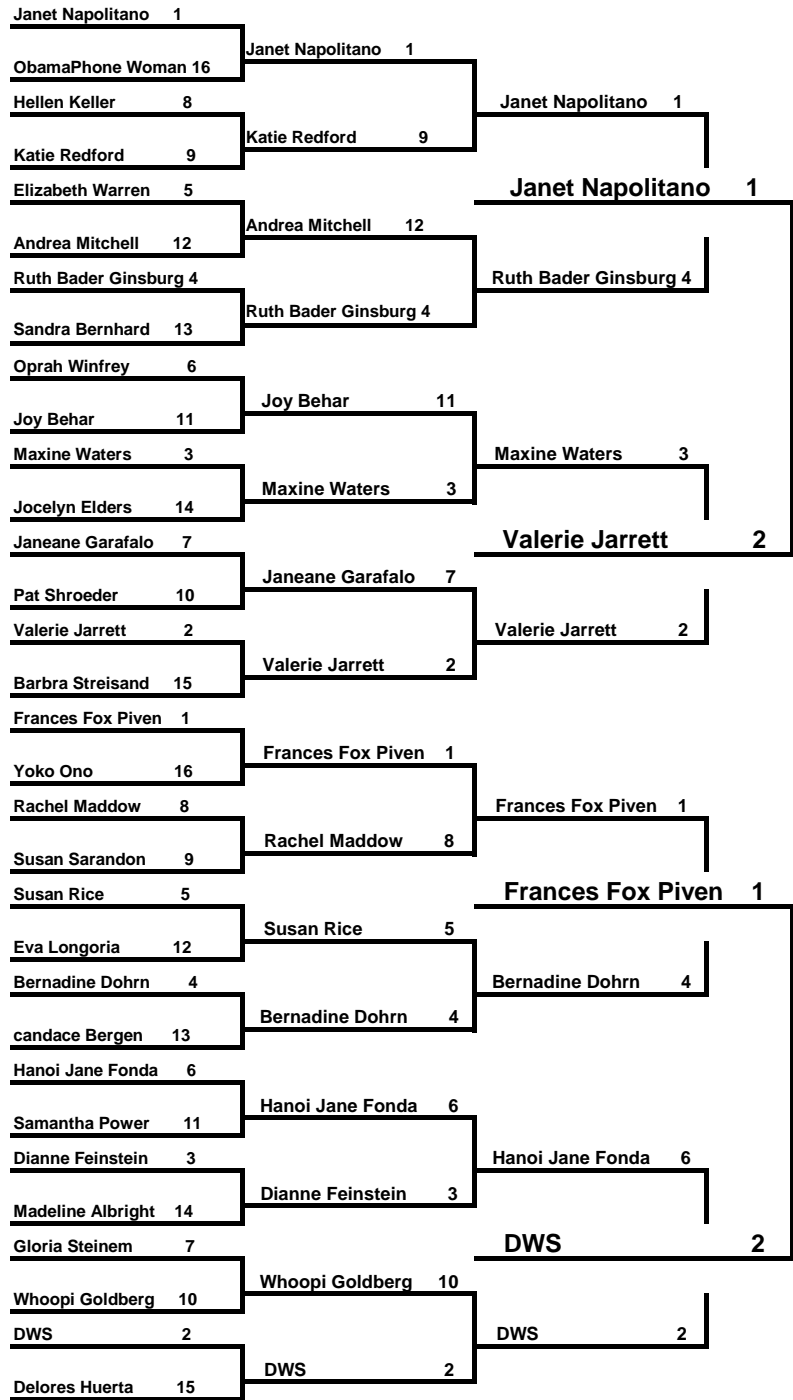 Janet Napolitano 1
Janet Napolitano 1
ObamaPhone Woman 16
Hellen Keller 8
Janet Napolitano 1
Katie Redford 9
Katie Redford 9
Elizabeth Warren 5
Janet Napolitano 1
Andrea Mitchell 12
Andrea Mitchell 12
Ruth Bader Ginsburg 4
Ruth Bader Ginsburg 4
Ruth Bader Ginsburg 4
Sandra Bernhard 13
Oprah Winfrey 6
Joy Behar 11
Joy Behar 11
Maxine Waters 3
Maxine Waters 3
Maxine Waters 3
Jocelyn Elders 14
Janeane Garafalo 7
Valerie Jarrett 2
Janeane Garafalo 7
Pat Shroeder 10
Valerie Jarrett 2
Valerie Jarrett 2
Valerie Jarrett 2
Barbra Streisand 15
Frances Fox Piven 1
Frances Fox Piven 1
Yoko Ono 16
Rachel Maddow 8
Frances Fox Piven 1
Rachel Maddow 8
Susan Sarandon 9
Susan Rice 5
Frances Fox Piven 1
Susan Rice 5
Eva Longoria 12
Bernadine Dohrn 4
Bernadine Dohrn 4
Bernadine Dohrn 4
candace Bergen 13
Hanoi Jane Fonda 6
Hanoi Jane Fonda 6
Samantha Power 11
Dianne Feinstein 3
Hanoi Jane Fonda 6
Dianne Feinstein 3
Madeline Albright 14
Gloria Steinem 7
DWS 2
Whoopi Goldberg 10
Whoopi Goldberg 10
DWS 2
DWS 2
DWS 2
Delores Huerta 15